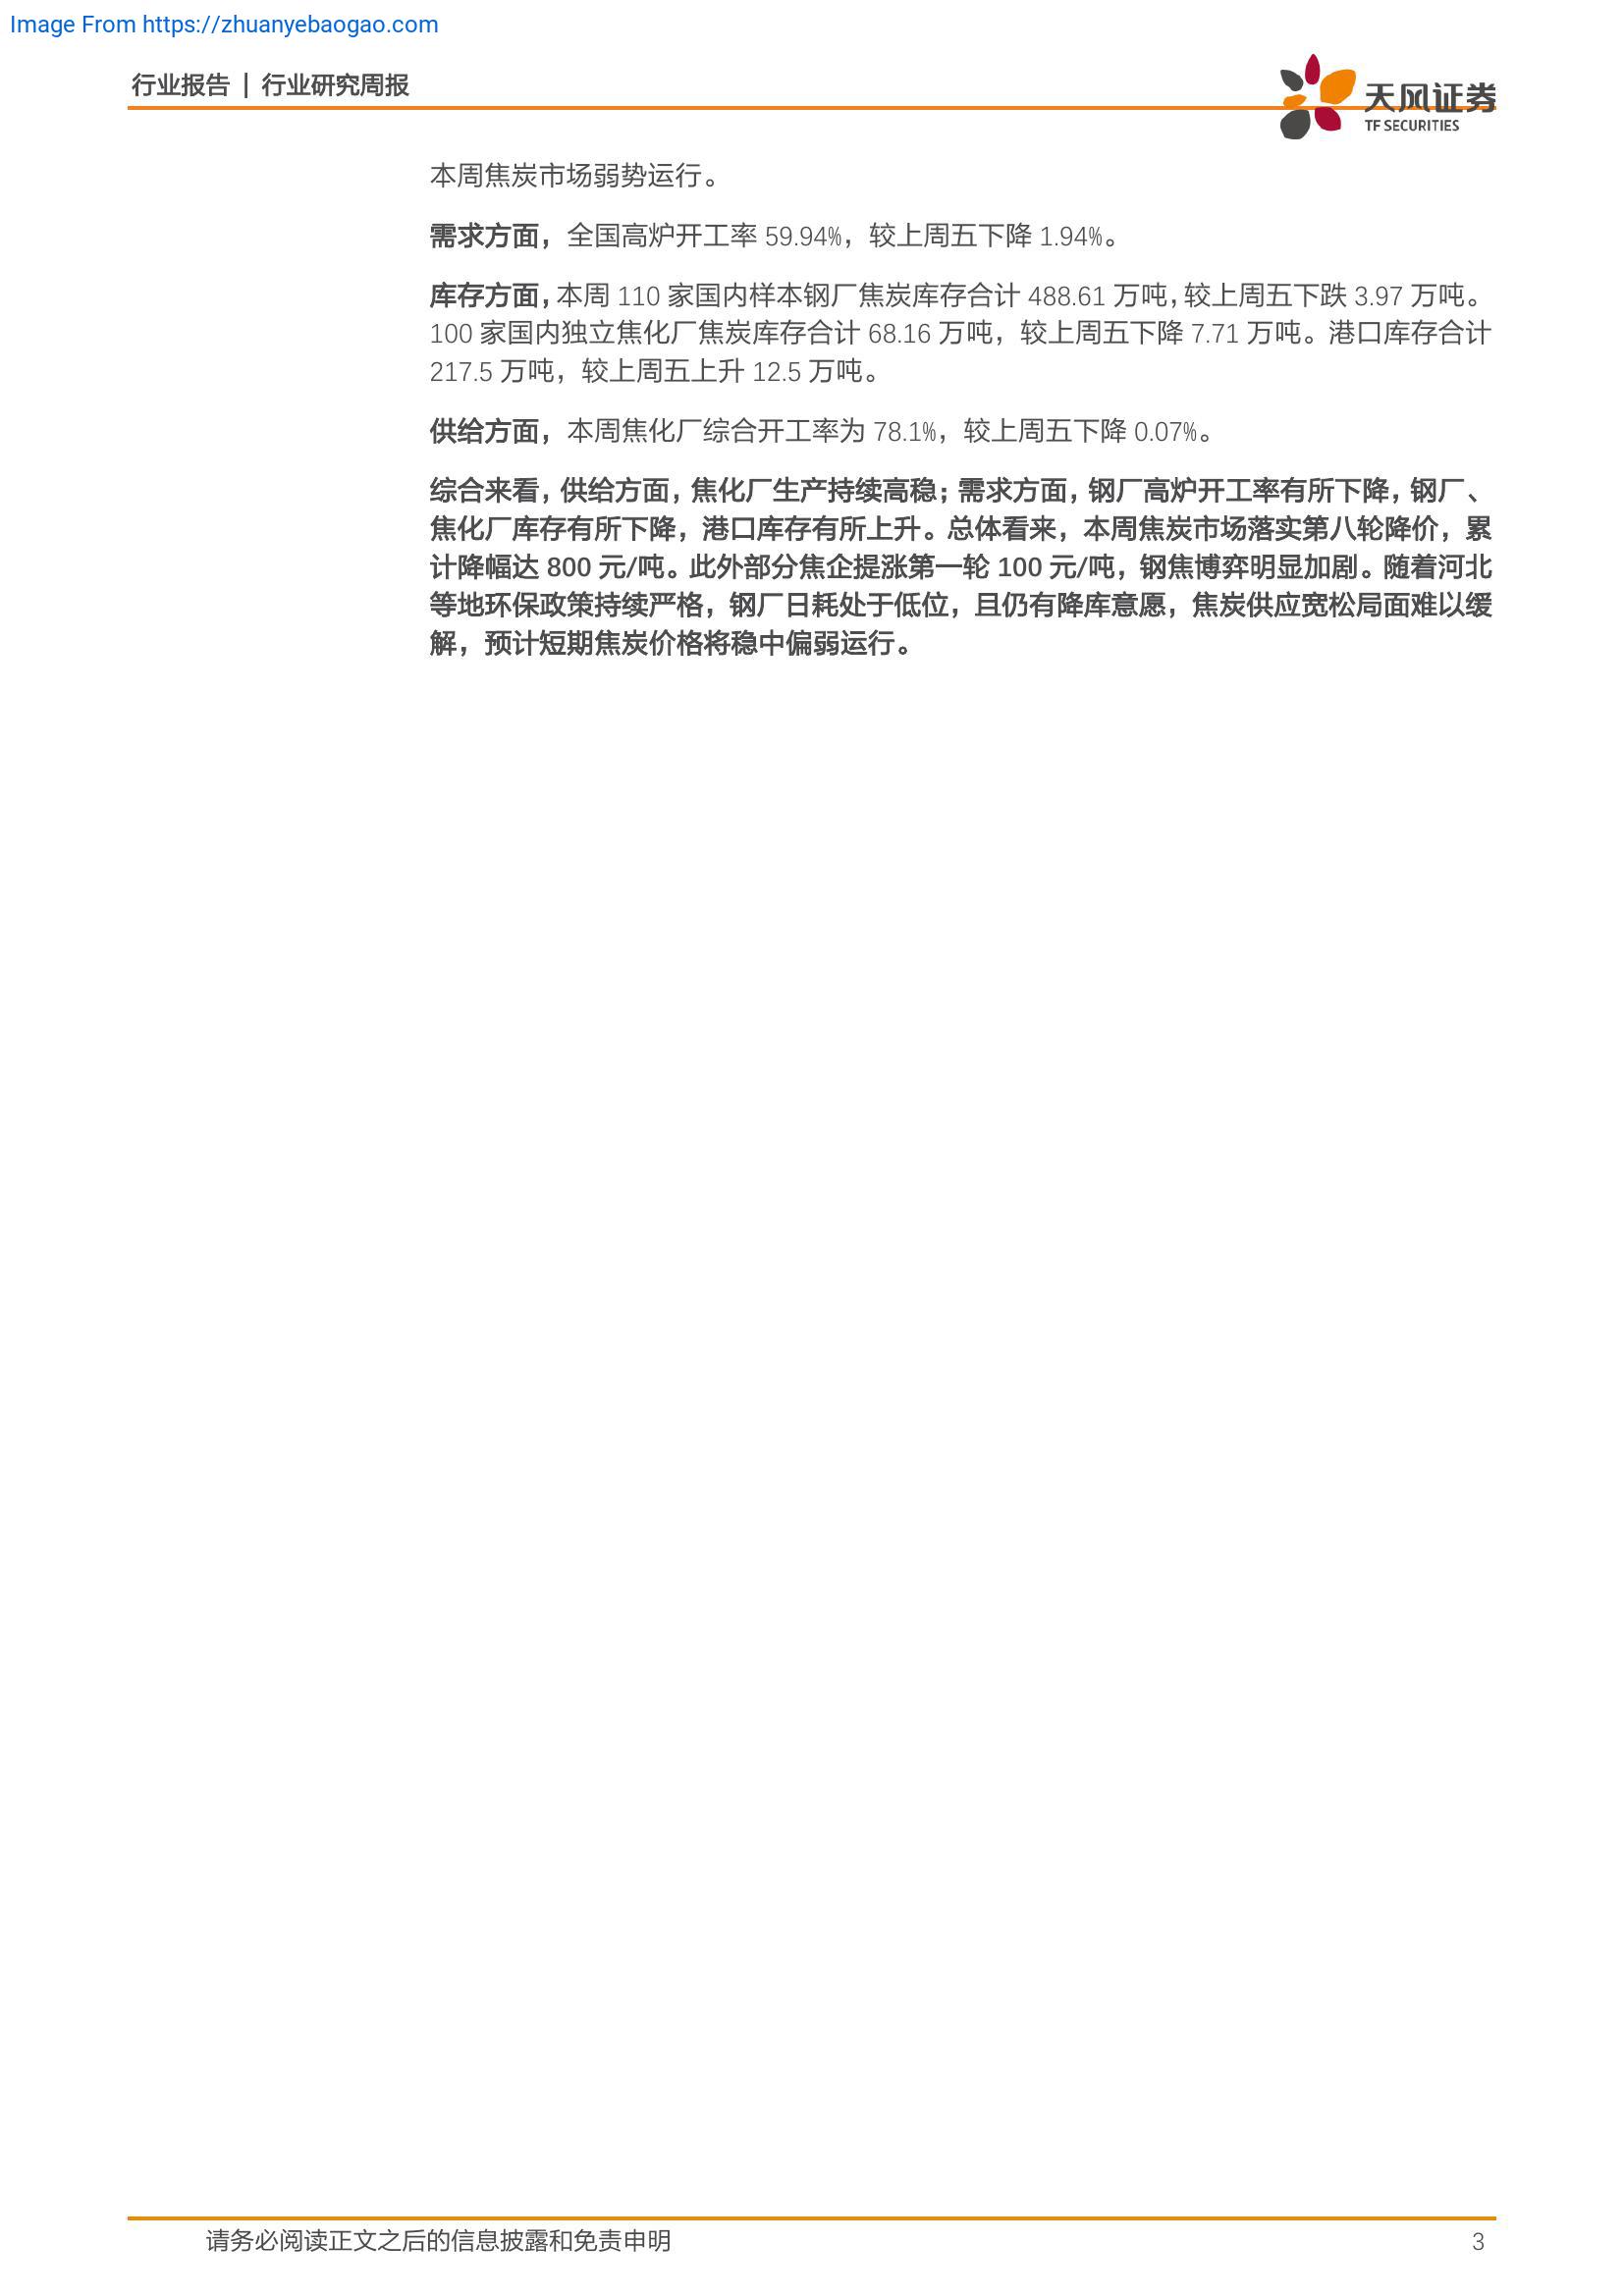 Image From https://zhuanyebaogao.com
行业报告 | 行业研究周报
天风证券
TF SECURITIES
本周焦炭市场弱势运行。
需求方面，全国高炉开工率 59.94%，较上周五下降 1.94%。
库存方面，本周 110 家国内样本钢厂焦炭库存合计 488.61 万吨，较上周五下跌 3.97 万吨。
100 家国内独立焦化厂焦炭库存合计 68.16 万吨，较上周五下降 7.71 万吨。港口库存合计
217.5 万吨，较上周五上升 12.5 万吨。
供给方面，本周焦化厂综合开工率为 78.1%，较上周五下降 0.07%。
综合来看，供给方面，焦化厂生产持续高稳；需求方面，钢厂高炉开工率有所下降，钢厂、
焦化厂库存有所下降，港口库存有所上升。总体看来，本周焦炭市场落实第八轮降价，累
计降幅达 800 元/吨。此外部分焦企提涨第一轮 100 元/吨，钢焦博弈明显加剧。随着河北
等地环保政策持续严格，钢厂日耗处于低位，且仍有降库意愿，焦炭供应宽松局面难以缓
解，预计短期焦炭价格将稳中偏弱运行。
请务必阅读正文之后的信息披露和免责申明
3